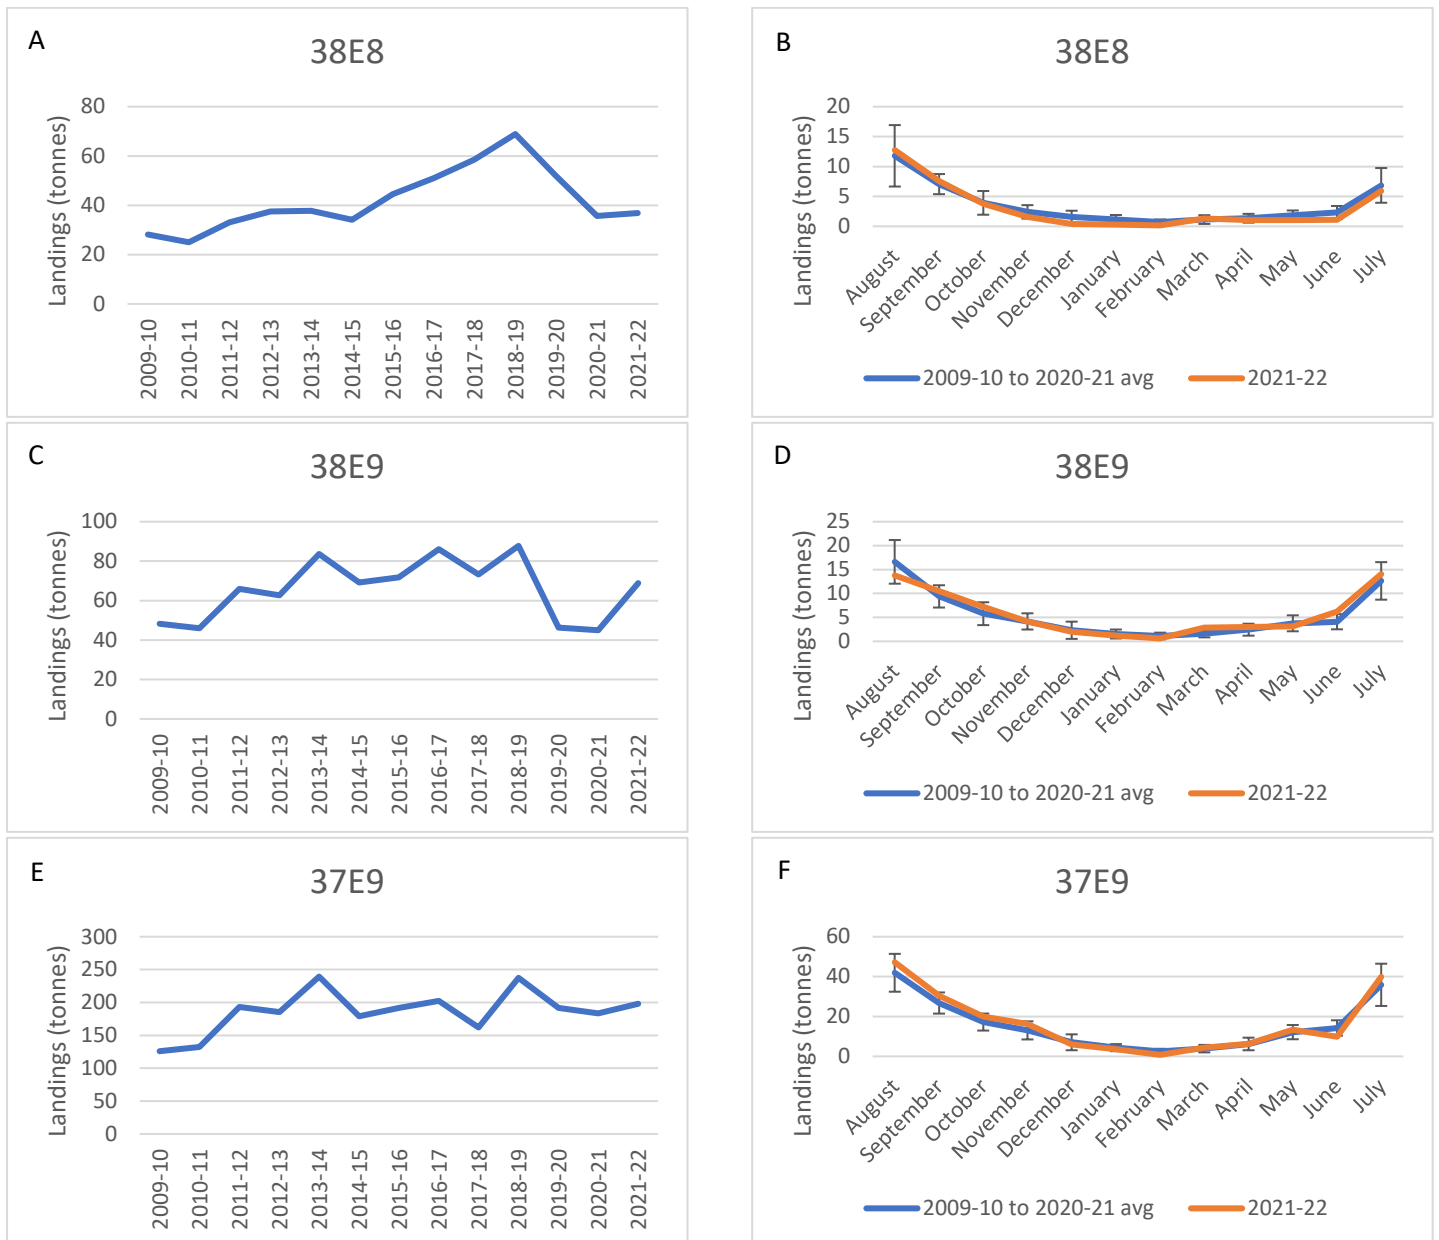 A
38E8
Landings (tonnes)
80
60
40
20
0
2009-10
2010-11
2011-12
2012-13
2013-14
2014-15
2015-16
2016-17
2017-18
2018-19
2019-20
2020-21
2021-22
B
38E8
Landings (tonnes)
20
15
10
5
0
August
September
October
November
December
January
February
March
April
May
June
July
2009-10 to 2020-21 avg
2021-22
C
38E9
Landings (tonnes)
100
80
60
40
20
0
2009-10
2010-11
2011-12
2012-13
2013-14
2014-15
2015-16
2016-17
2017-18
2018-19
2019-20
2020-21
2021-22
D
38E9
Landings (tonnes)
25
20
15
10
5
0
August
September
October
November
December
January
February
March
April
May
June
July
2009-10 to 2020-21 avg
2021-22
E
37E9
Landings (tonnes)
300
250
200
150
100
50
0
2009-10
2010-11
2011-12
2012-13
2013-14
2014-15
2015-16
2016-17
2017-18
2018-19
2019-20
2020-21
2021-22
F
37E9
Landings (tonnes)
60
40
20
0
August
September
October
November
December
January
February
March
April
May
June
July
2009-10 to 2020-21 avg
2021-22